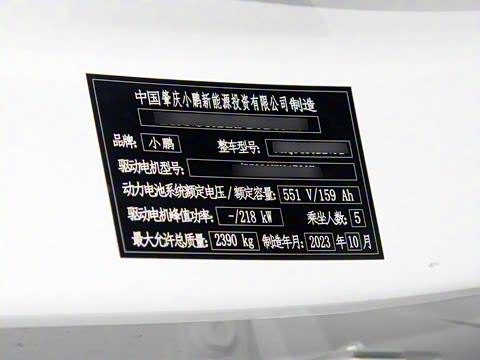 中国肇庆小鹏新能源投资有限公司制造
品牌: 小鹏 整车型号:
驱动电机型号:
动力电池系统额定电压/额定容量: 551 V/159 Ah
驱动电机峰值功率: -/218 kW 乘坐人数: 5
最大允许总质量: 2390 kg 制造年月: 2023 年 10 月